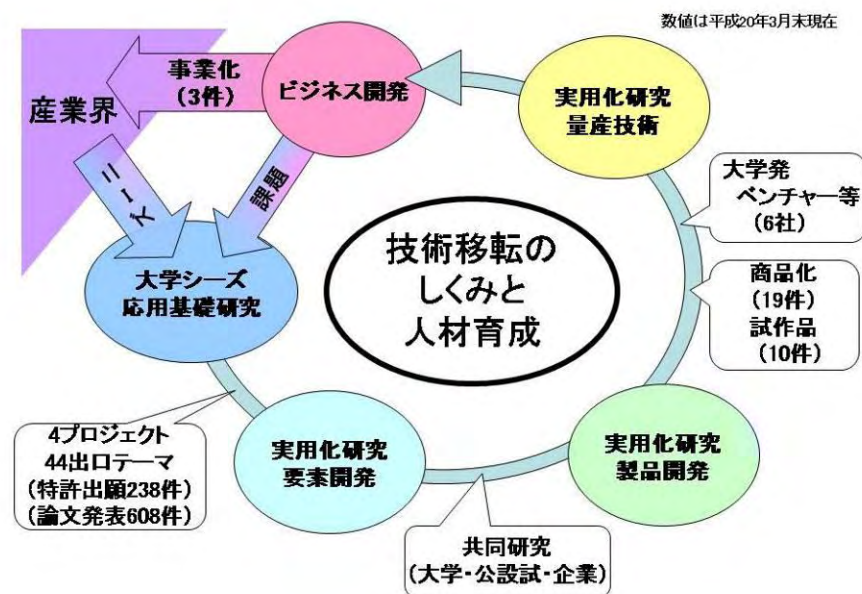 数値は平成20年3月末現在
産業界
事業化
(3件)
ビジネス開発
実用化研究
量産技術
ニーズ
課題
大学発
ベンチャー等
(6社)
大学シーズ
応用基礎研究
技術移転の
しくみと
人材育成
商品化
(19件)
試作品
(10件)
4プロジェクト
44出口テーマ
(特許出願238件)
(論文発表608件)
実用化研究
要素開発
実用化研究
製品開発
共同研究
(大学・公設試・企業)